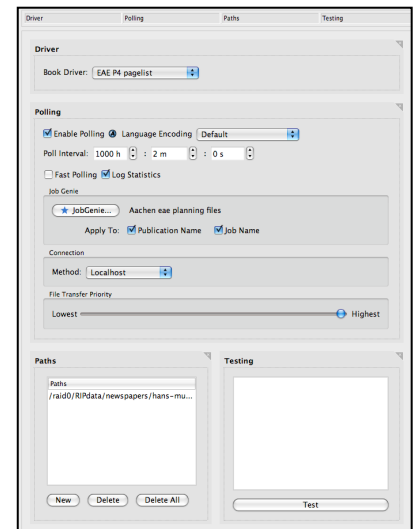 Driver Polling Paths Testing
Driver
Book Driver: EAE P4 pagelist
Polling
Enable Polling Language Encoding Default
Poll Interval: 1000 h : 2 m : 0 s
Fast Polling Log Statistics
Job Genie
JobGenie... Aachen eae planning files
Apply To: Publication Name Job Name
Connection
Method: Localhost
File Transfer Priority
Lowest Highest
Paths
Paths
/raid0/RIPdata/newspapers/hans-mu...
New Delete Delete All
Testing
Test